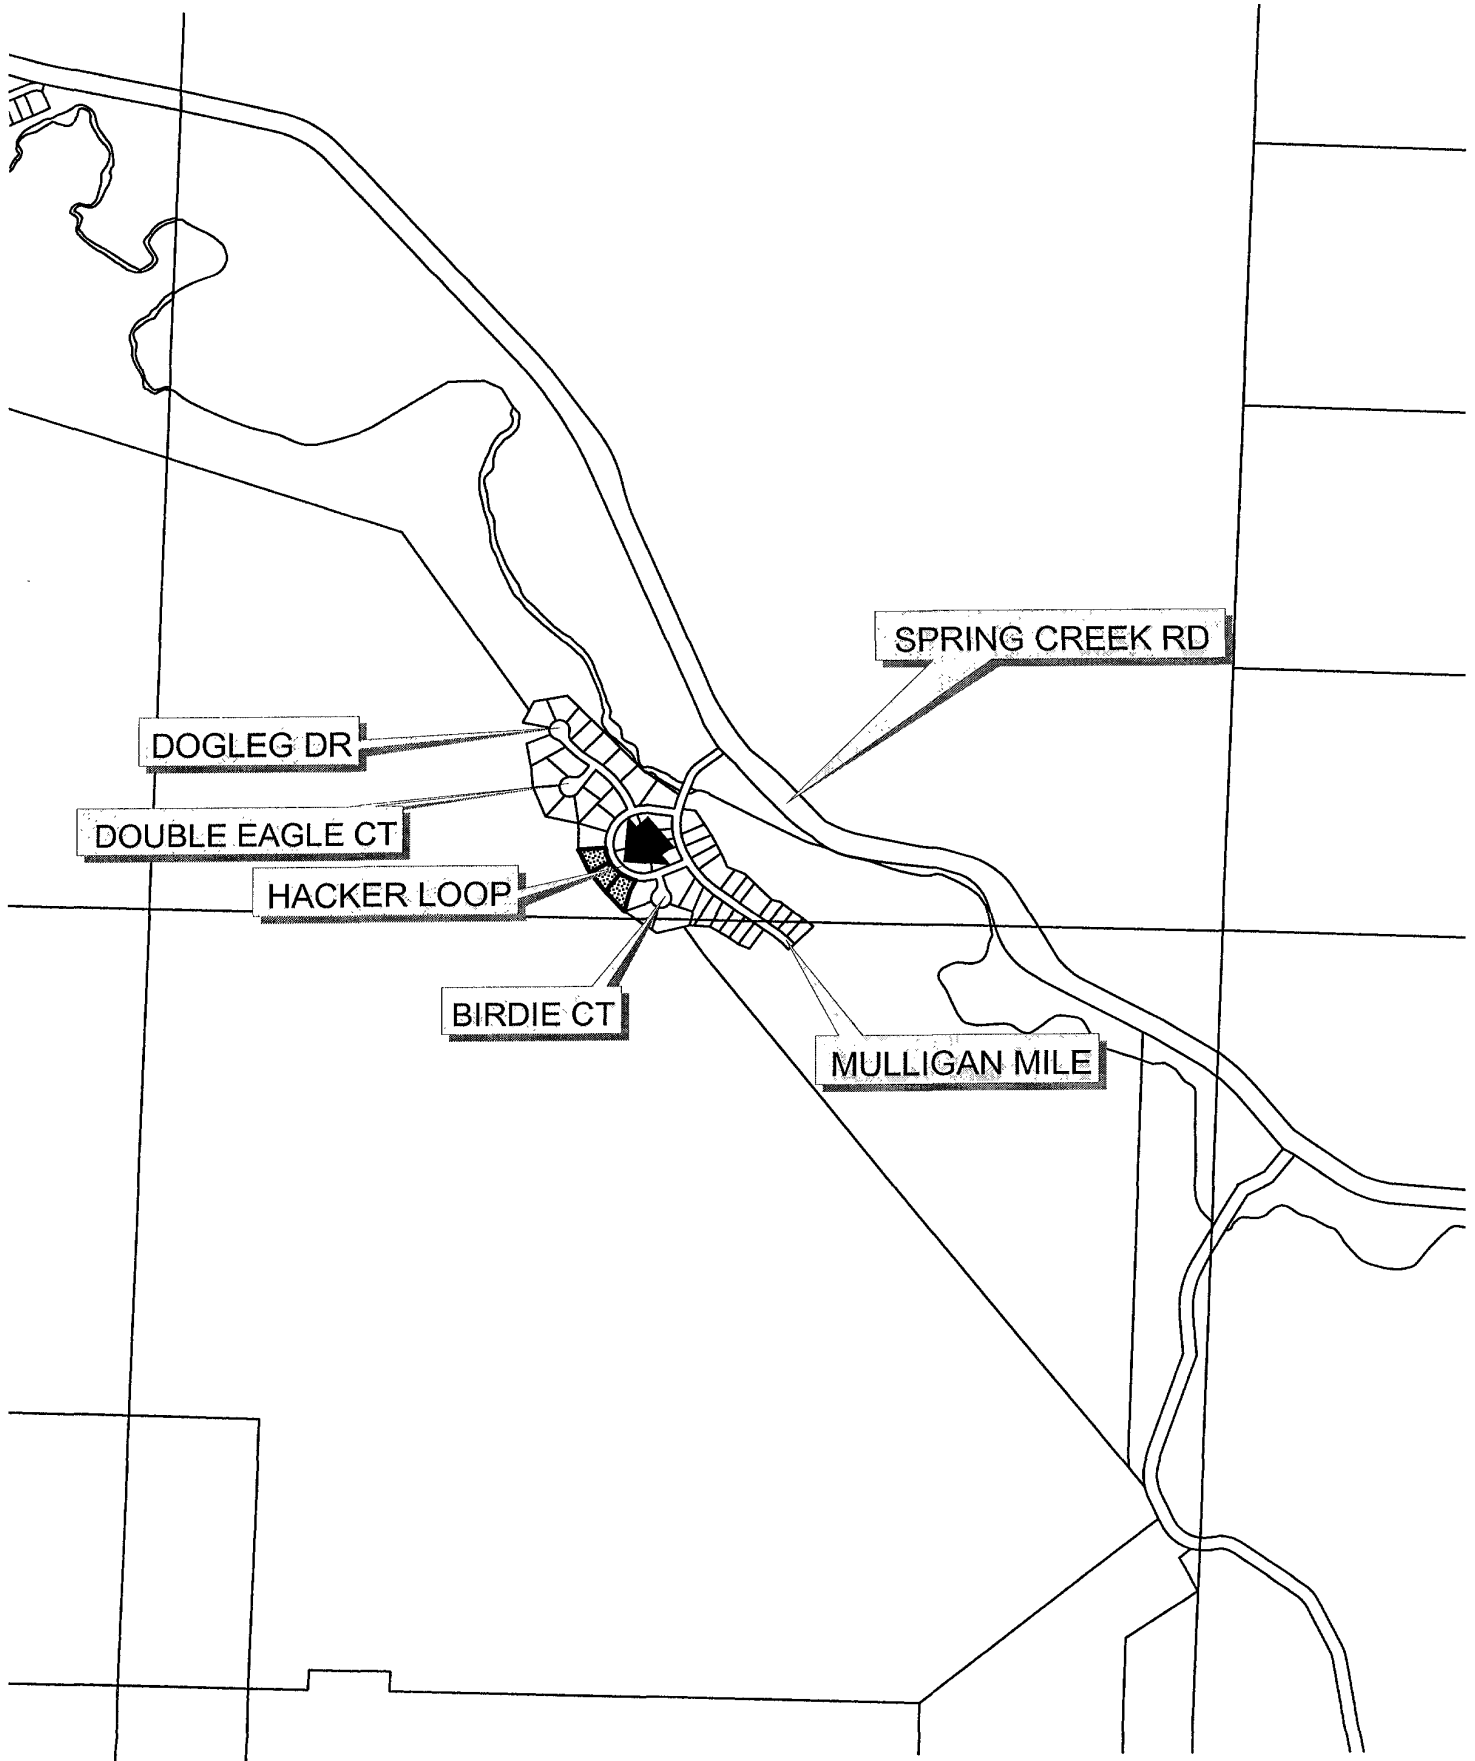 SPRING CREEK RD
DOGLEG DR
DOUBLE EAGLE CT
HACKER LOOP
BIRDIE CT
MULLIGAN MILE